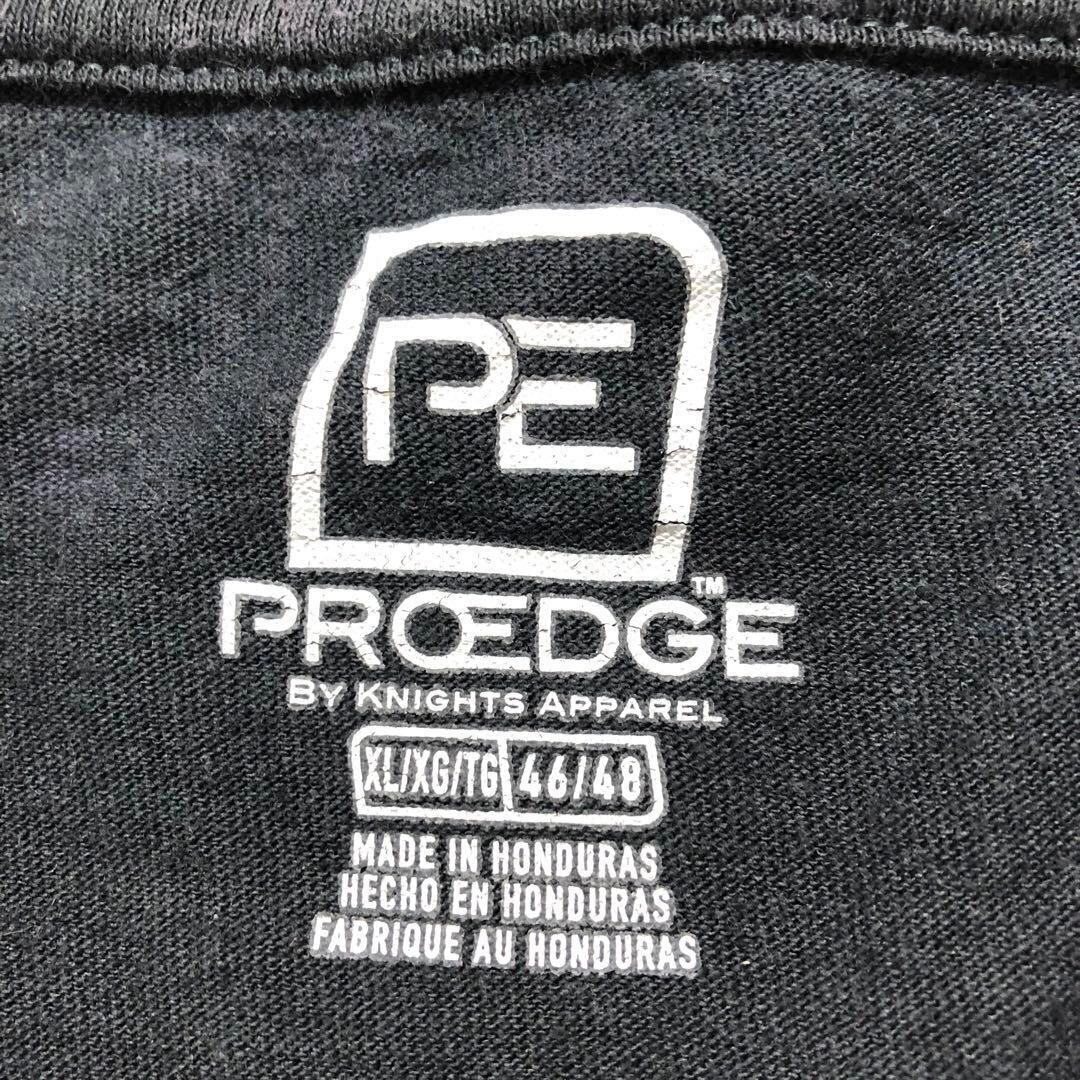 PE
PROEDGE™
BY KNIGHTS APPAREL
XL/XG/TG 46/48
MADE IN HONDURAS
HECHO EN HONDURAS
FABRIQUE AU HONDURAS